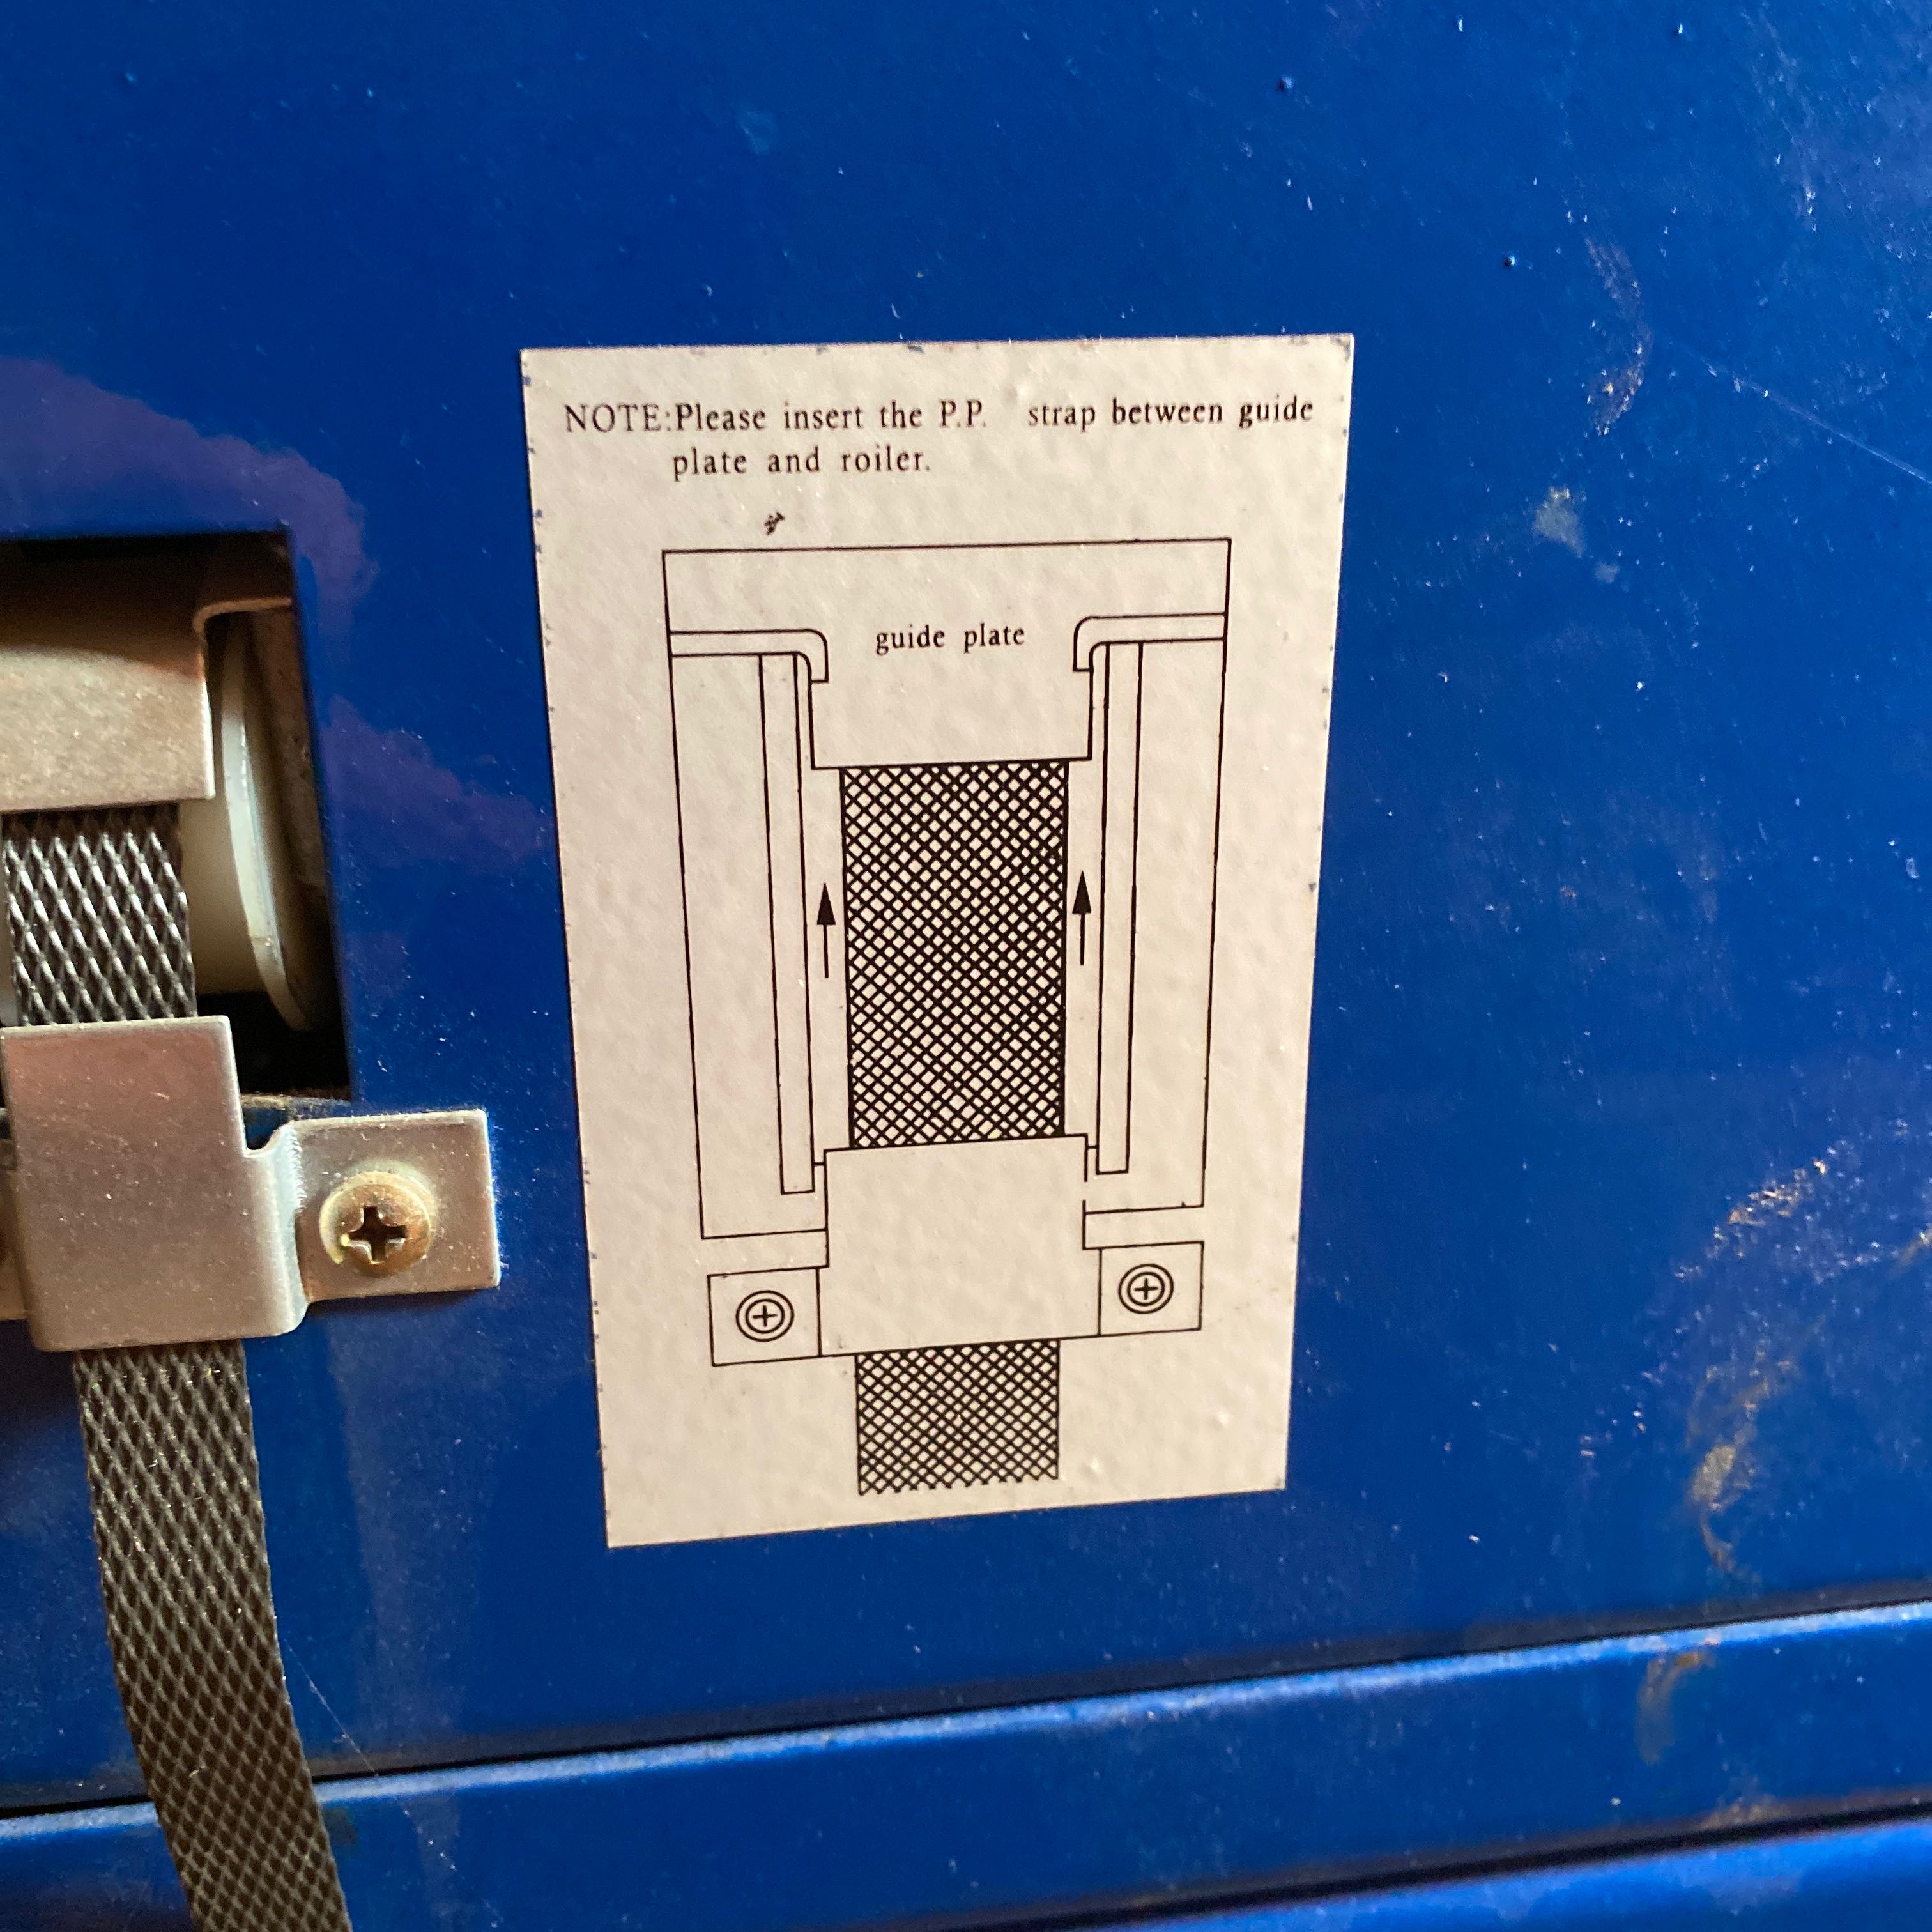 NOTE:Please insert the P.P. strap between guide
plate and roiler.
guide plate